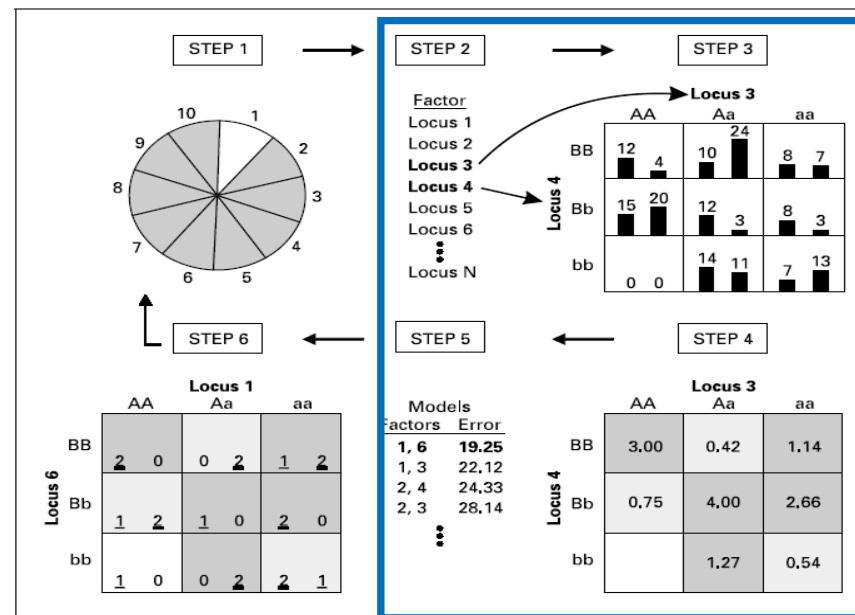 STEP 1
STEP 2
STEP 3
10 1
9 2
8 3
7 4
6 5
Factor
Locus 1
Locus 2
Locus 3
Locus 4
Locus 5
Locus 6
Locus N
Locus 3
AA Aa aa
Locus 4
BB 12 4 10 24 8 7
Bb 15 20 12 3 8 3
bb 0 0 14 11 7 13
STEP 6
STEP 5
STEP 4
Locus 1
AA Aa aa
Locus 6
BB 2 0 0 2 1 2
Bb 1 2 1 0 2 0
bb 1 0 0 2 2 1
Models
Factors Error
1, 6 19.25
1, 3 22.12
2, 4 24.33
2, 3 28.14
Locus 3
AA Aa aa
Locus 4
BB 3.00 0.42 1.14
Bb 0.75 4.00 2.66
bb 1.27 0.54